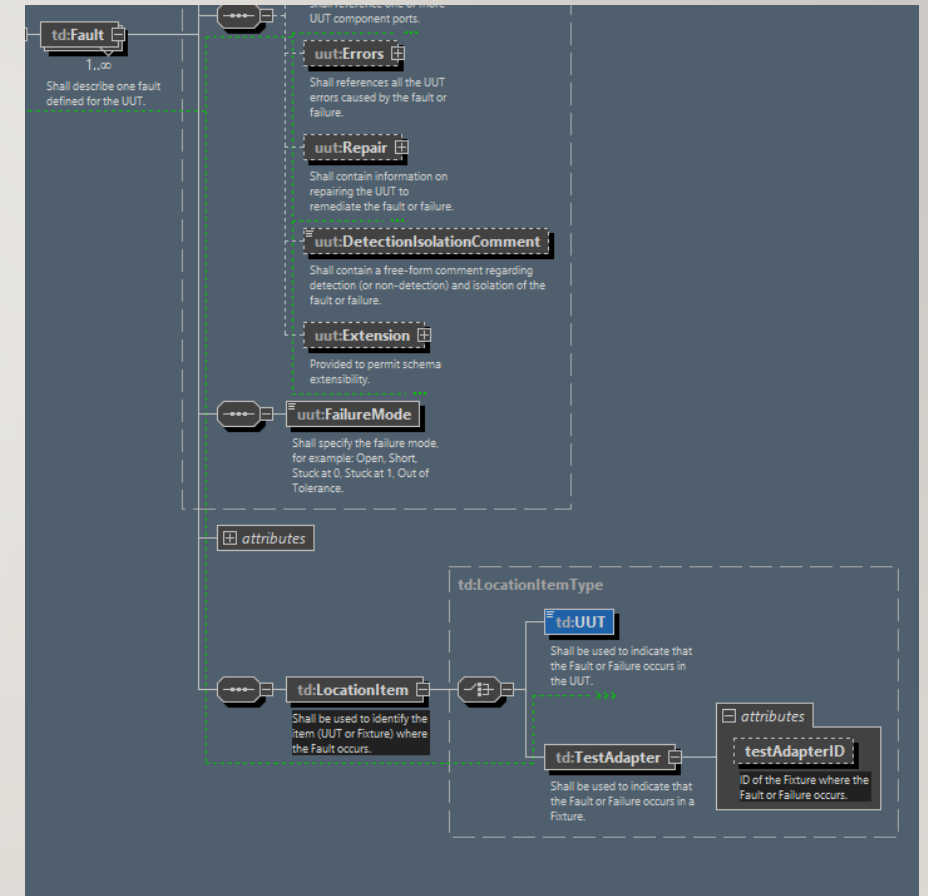 Shall reference one or more
UUT component ports.
td:Fault
1..∞
Shall describe one fault
defined for the UUT.
uut:Errors
Shall references all the UUT
errors caused by the fault or
failure.
uut:Repair
Shall contain information on
repairing the UUT to
remediate the fault or failure.
uut:DetectionIsolationComment
Shall contain a free-form comment regarding
detection (or non-detection) and isolation of the
fault or failure.
uut:Extension
Provided to permit schema
extensibility.
uut:FailureMode
Shall specify the failure mode,
for example: Open, Short,
Stuck at 0, Stuck at 1, Out of
Tolerance.
attributes
td:LocationItemType
td:UUT
Shall be used to indicate that
the Fault or Failure occurs in
the UUT.
td:LocationItem
Shall be used to identify the
item (UUT or Fixture) where
the Fault occurs.
td:TestAdapter
Shall be used to indicate that
the Fault or Failure occurs in a
Fixture.
attributes
testAdapterID
ID of the Fixture where the
Fault or Failure occurs.